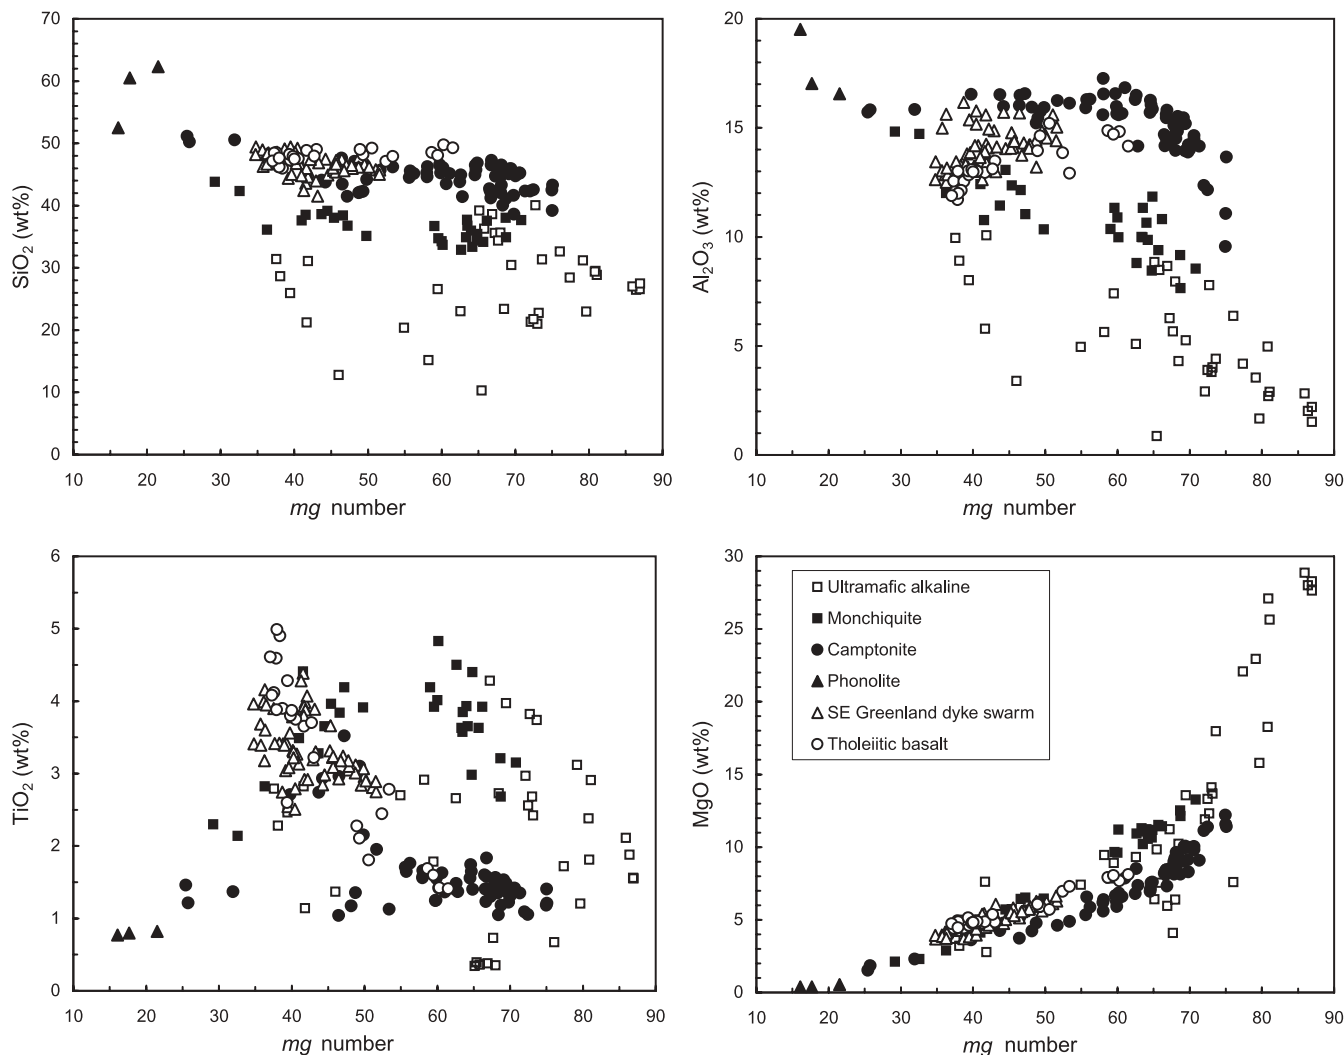 70
60
50
40
30
20
10
0
SiO2 (wt%)
10 20 30 40 50 60 70 80 90
mg number
20
15
10
5
0
Al2O3 (wt%)
10 20 30 40 50 60 70 80 90
mg number
6
5
4
3
2
1
0
TiO2 (wt%)
10 20 30 40 50 60 70 80 90
mg number
30
25
20
15
10
5
0
MgO (wt%)
Ultramafic alkaline
Monchiquite
Camptonite
Phonolite
SE Greenland dyke swarm
Tholeiitic basalt
10 20 30 40 50 60 70 80 90
mg number